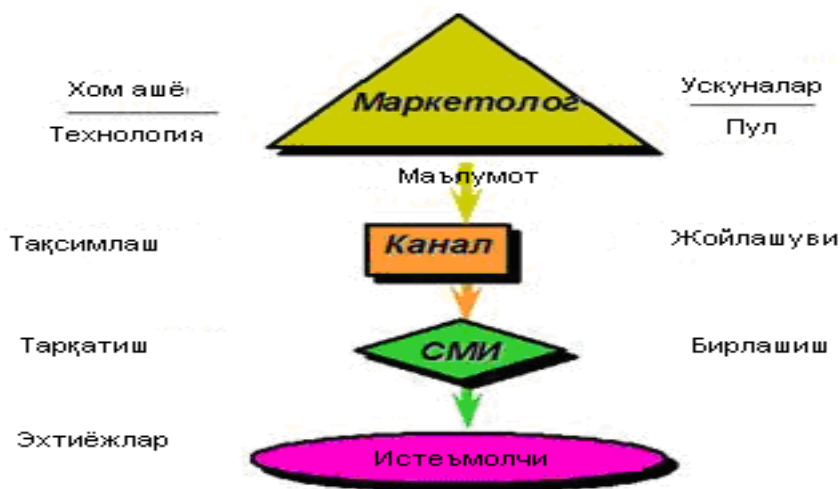 Хом ашё
Ускуналар
Маркетолог
Технология
Пул
Маълумот
Тақсимлаш
Канал
Жойлашуви
Тарқатиш
СМИ
Бирлашиш
Эхтиёжлар
Истеъмолчи